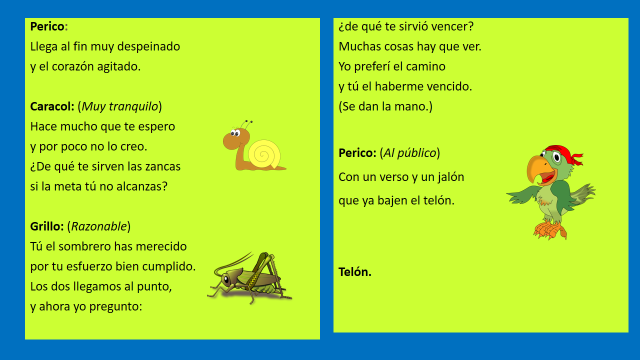 Perico:
Llega al fin muy despeinado
y el corazón agitado.
Caracol: (Muy tranquilo)
Hace mucho que te espero
y por poco no lo creo.
¿De qué te sirven las zancas
si la meta tú no alcanzas?
Grillo: (Razonable)
Tú el sombrero has merecido
por tu esfuerzo bien cumplido.
Los dos llegamos al punto,
y ahora yo pregunto:
¿de qué te sirvió vencer?
Muchas cosas hay que ver.
Yo preferí el camino
y tú el haberme vencido.
(Se dan la mano.)
Perico: (Al público)
Con un verso y un jalón
que ya bajen el telón.
Telón.